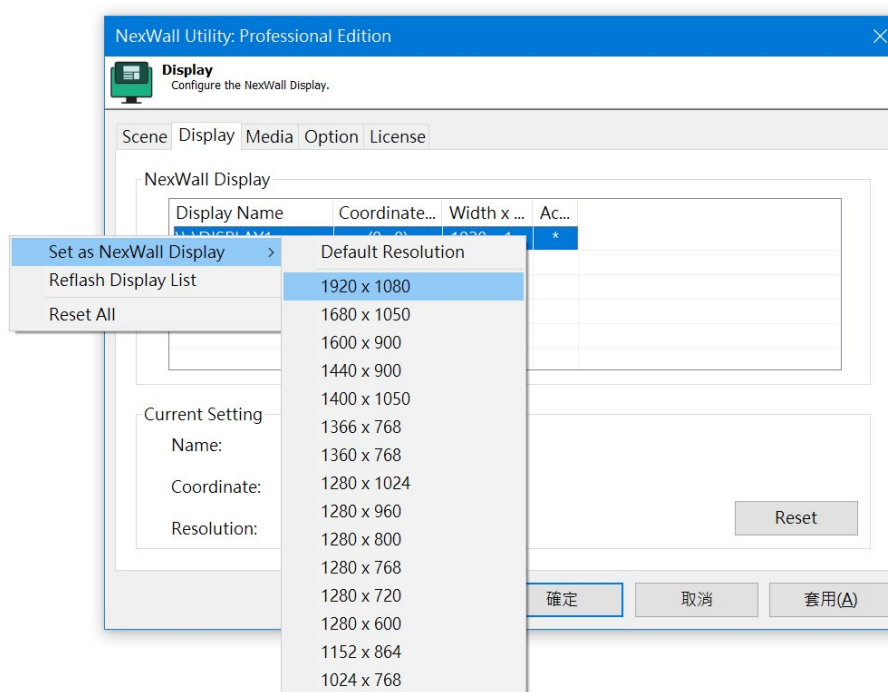 NexWall Utility: Professional Edition
Display
Configure the NexWall Display.
Scene Display Media Option License
NexWall Display
Display Name Coordinate... Width x ... Ac...
*
Set as NexWall Display >
Reflash Display List
Reset All
Default Resolution
1920 x 1080
1680 x 1050
1600 x 900
1440 x 900
1400 x 1050
1366 x 768
1360 x 768
1280 x 1024
1280 x 960
1280 x 800
1280 x 768
1280 x 720
1280 x 600
1152 x 864
1024 x 768
Current Setting
Name:
Coordinate:
Resolution:
Reset
確定 取消 套用(A)